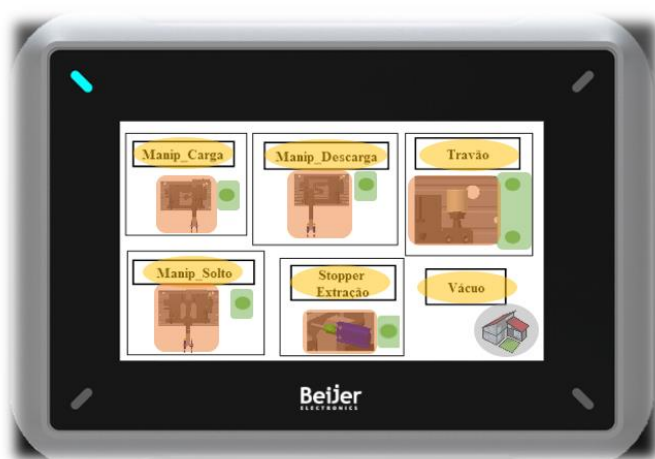 Manip_Carga
Manip_Descarga
Travão
Manip_Solto
Stopper
Extração
Vácuo
Beijer
ELECTRONICS